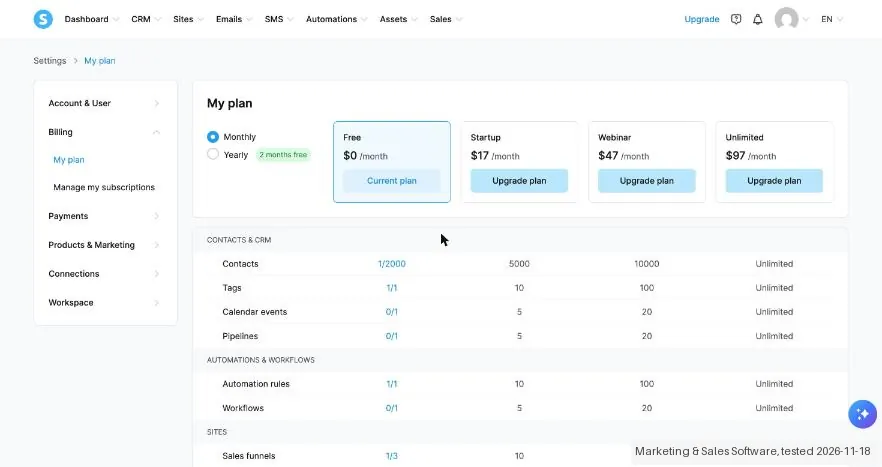 S Dashboard CRM Sites Emails SMS Automations Assets Sales Upgrade EN
Settings > My plan
Account & User
Billing
My plan
Manage my subscriptions
Payments
Products & Marketing
Connections
Workspace
My plan
Monthly
Yearly 2 months free
Free
$0 /month
Current plan
Startup
$17 /month
Upgrade plan
Webinar
$47 /month
Upgrade plan
Unlimited
$97 /month
Upgrade plan
CONTACTS & CRM
Contacts 1/2000 5000 10000 Unlimited
Tags 1/1 10 100 Unlimited
Calendar events 0/1 5 20 Unlimited
Pipelines 0/1 5 20 Unlimited
AUTOMATIONS & WORKFLOWS
Automation rules 1/1 10 100 Unlimited
Workflows 0/1 5 20 Unlimited
SITES
Sales funnels 1/3 10
Marketing & Sales Software, tested 2026-11-18